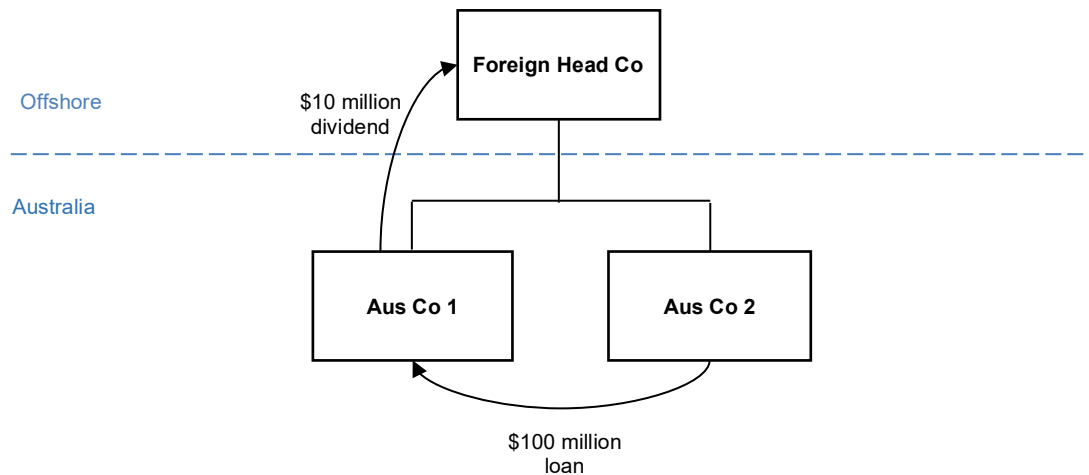 Foreign Head Co
Offshore
$10 million
dividend
Australia
Aus Co 1
Aus Co 2
$100 million
loan